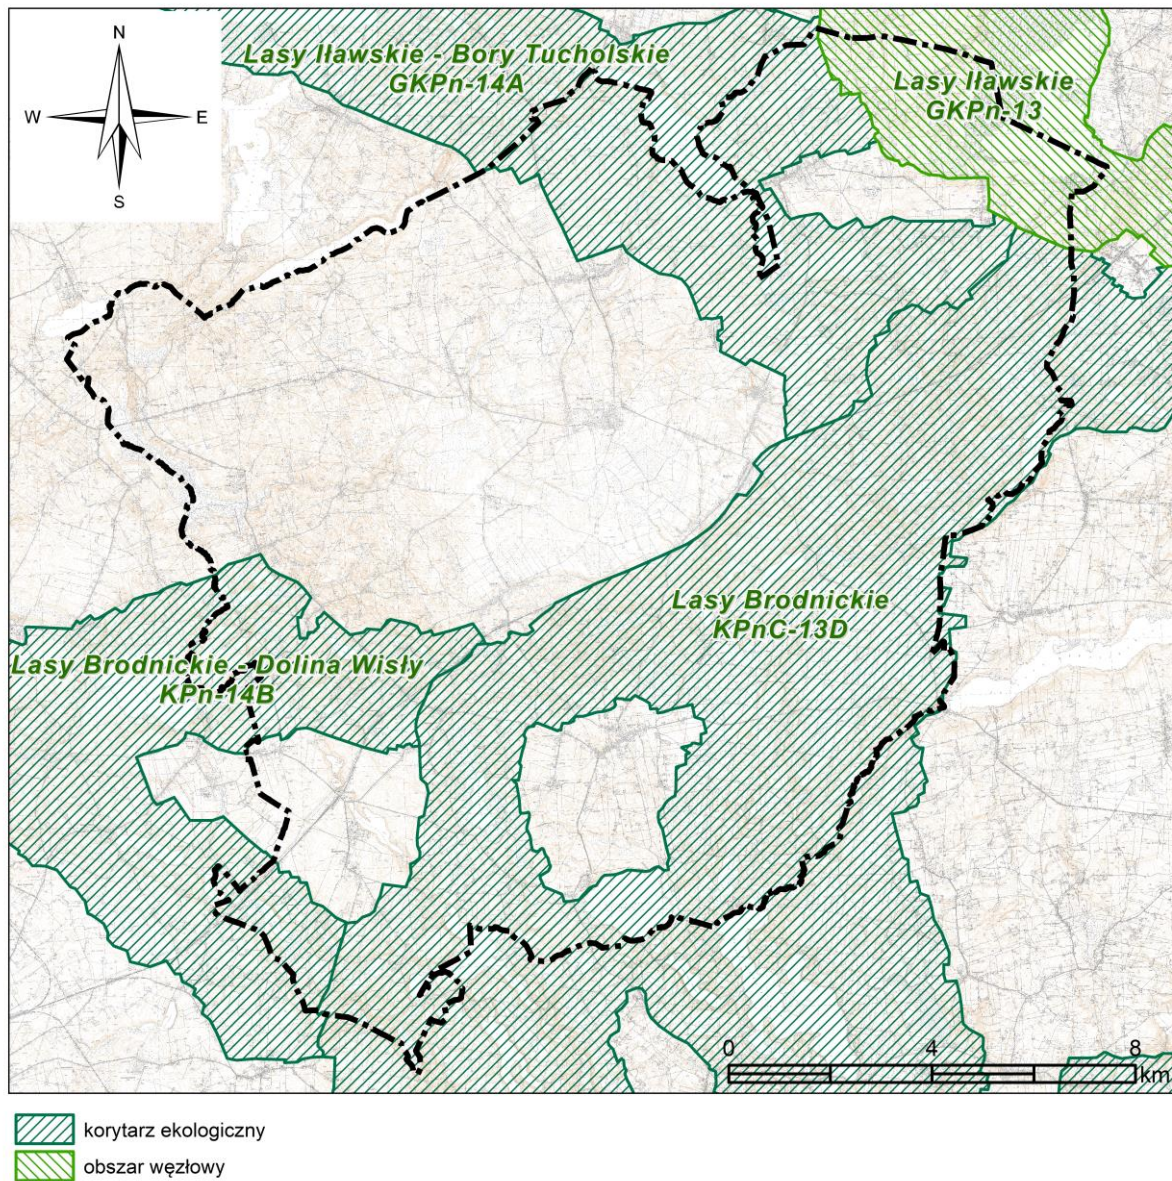 N
W
E
S
Lasy Iławskie - Bory Tucholskie
GKPn-14A
Lasy Iławskie
GKPn-13
Lasy Brodnickie
KPnC-13D
Lasy Brodnickie - Dolina Wisły
KPn-14B
0 4 8
km
korytarz ekologiczny
obszar węzłowy